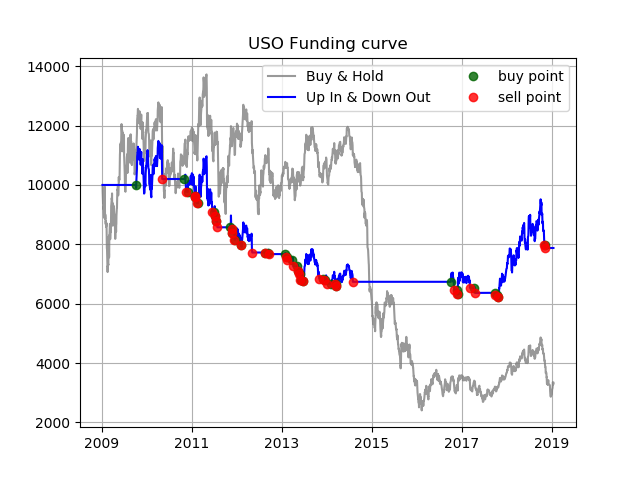 USO Funding curve
Buy & Hold
Up In & Down Out
buy point
sell point
14000
12000
10000
8000
6000
4000
2000
2009 2011 2013 2015 2017 2019